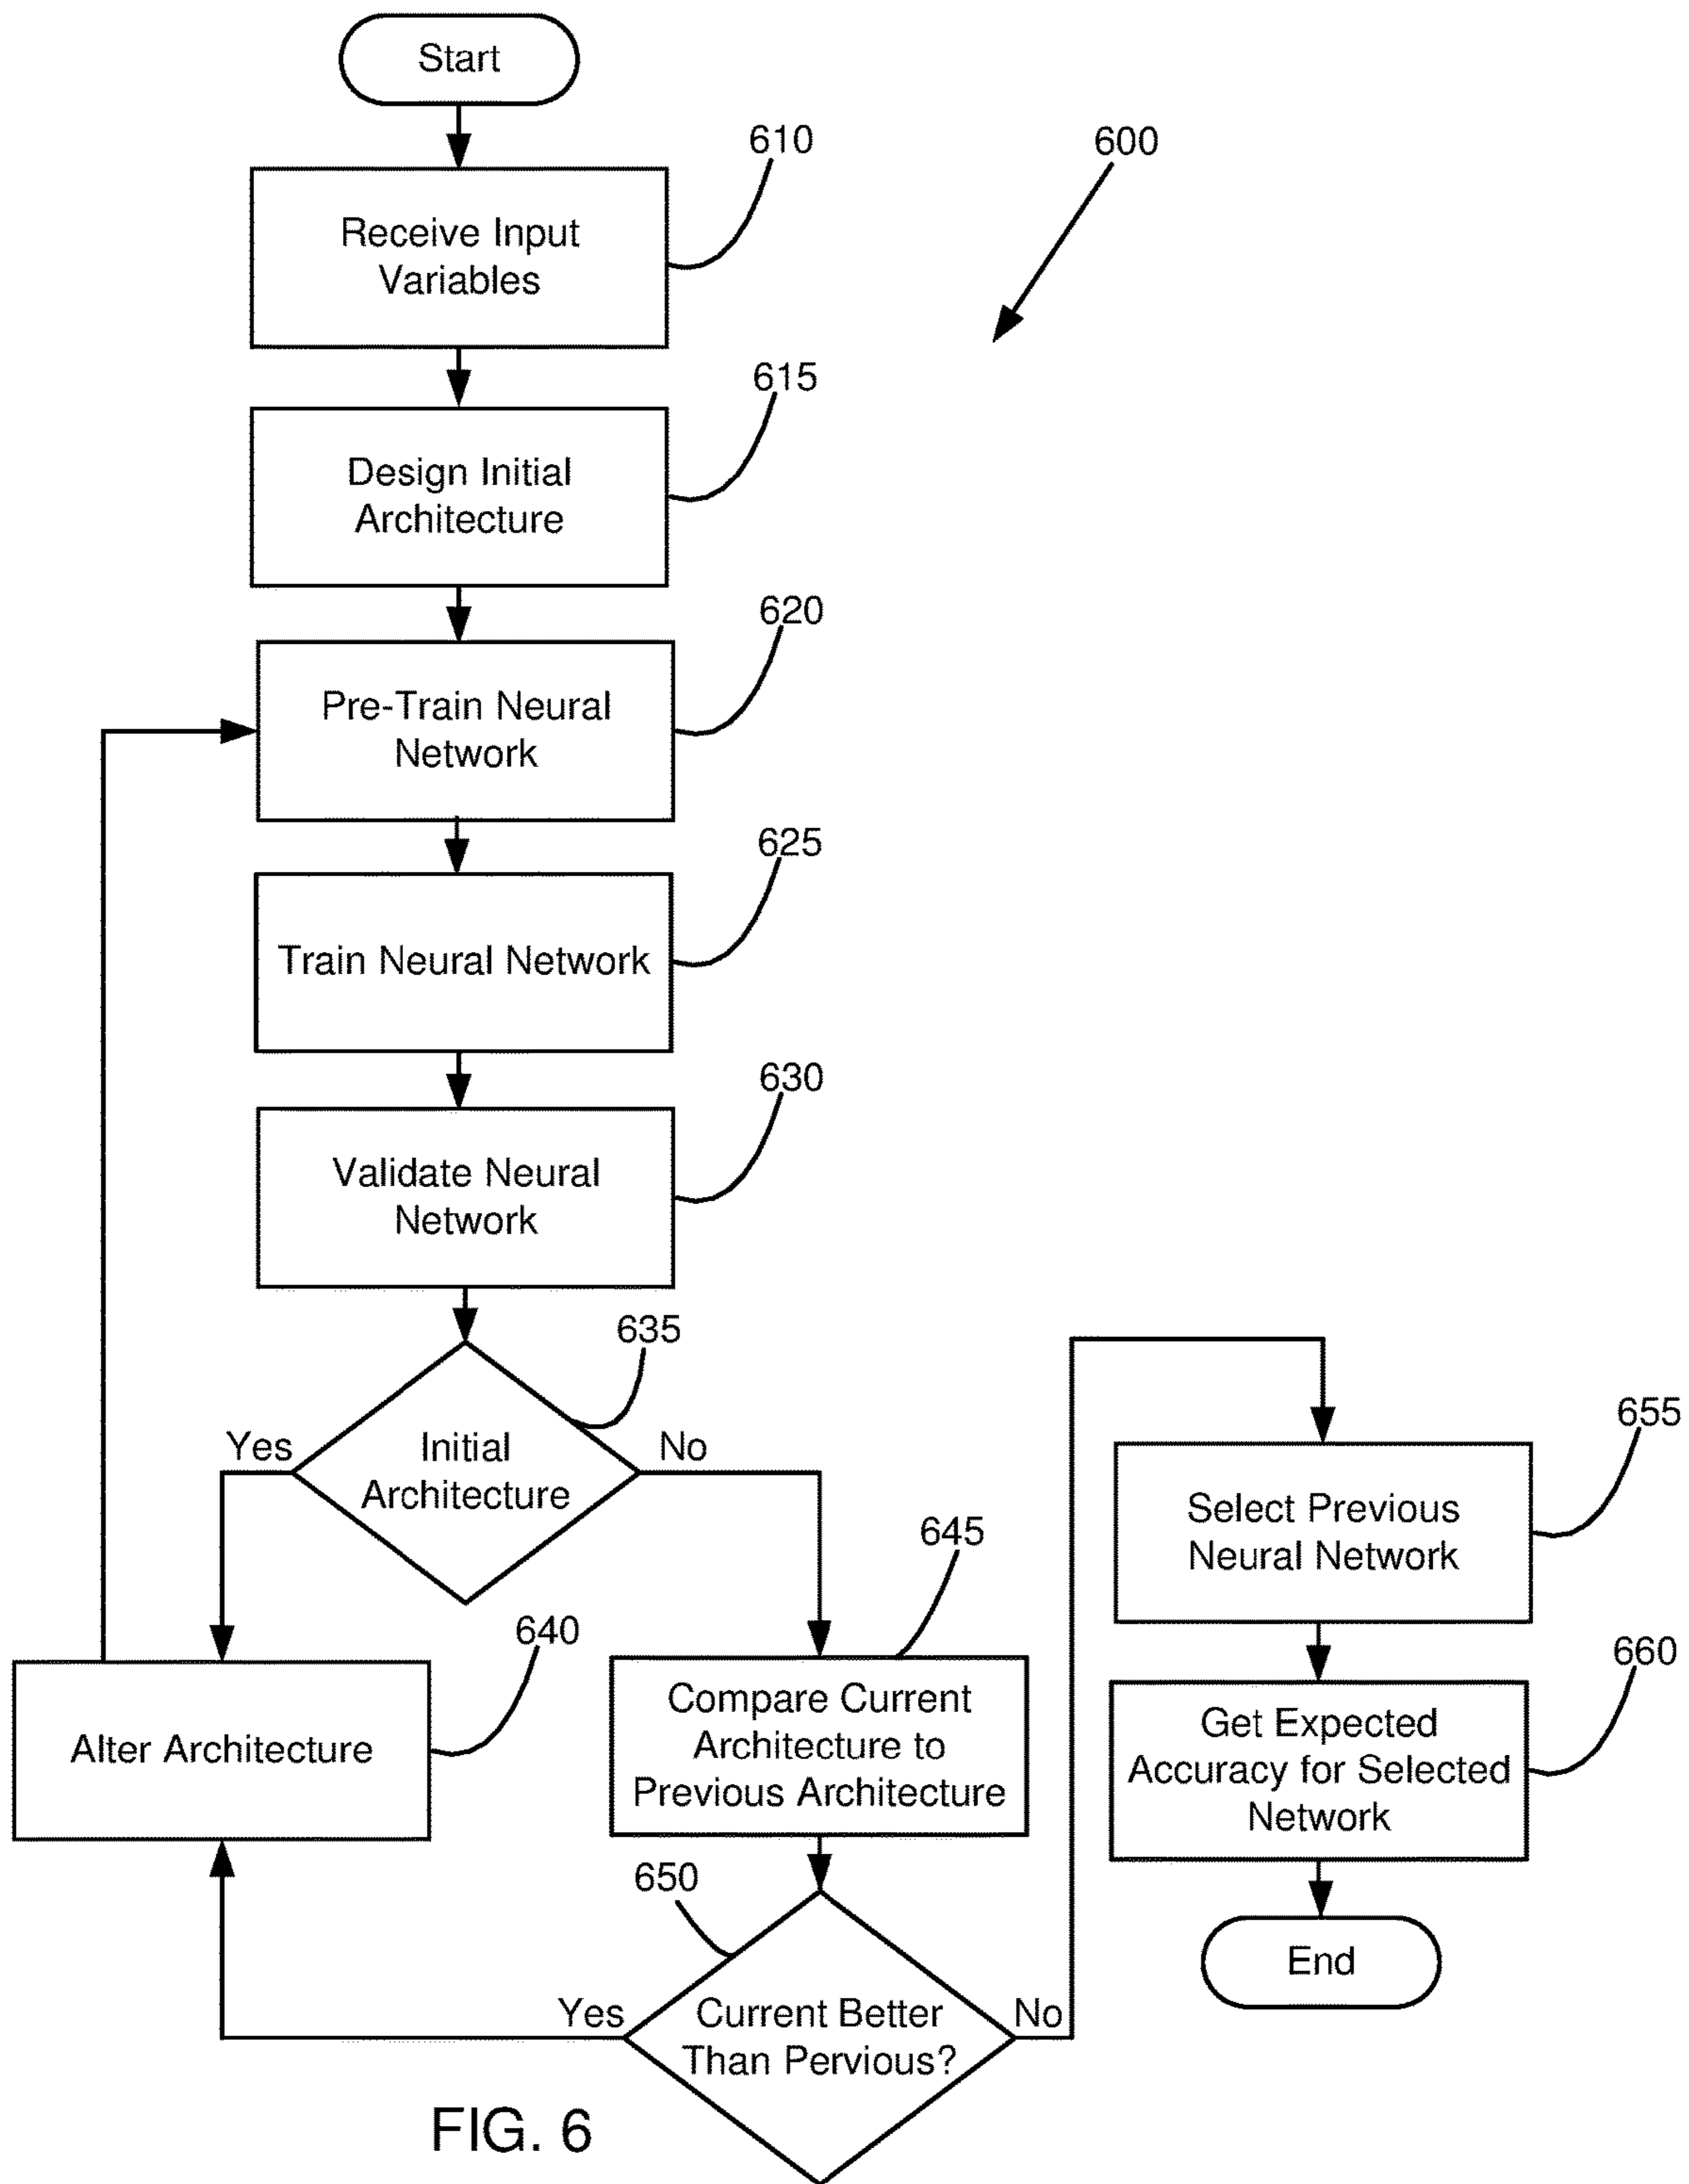 Start
610
600
Receive Input
Variables
615
Design Initial
Architecture
620
Pre-Train Neural
Network
625
Train Neural Network
630
Validate Neural
Network
635
Yes
Initial
Architecture
No
655
Select Previous
Neural Network
645
640
Alter Architecture
Compare Current
Architecture to
Previous Architecture
660
Get Expected
Accuracy for Selected
Network
650
End
Yes
Current Better
Than Pervious?
No
FIG. 6